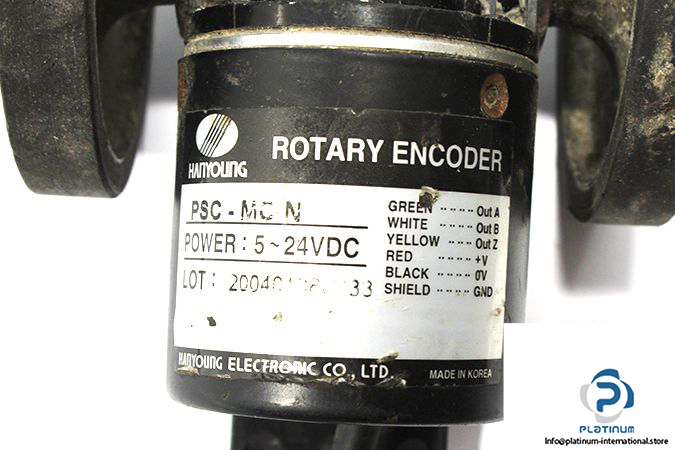 HANYOUNG
ROTARY ENCODER
PSC - N
POWER : 5~24VDC
LOT :
GREEN ······ Out A
WHITE ······ Out B
YELLOW ······ Out Z
RED ······ +V
BLACK ······ 0V
SHIELD ······ GND
HANYOUNG ELECTRONIC CO., LTD.
MADE IN KOREA
PLATINUM
info@platinum-international.store